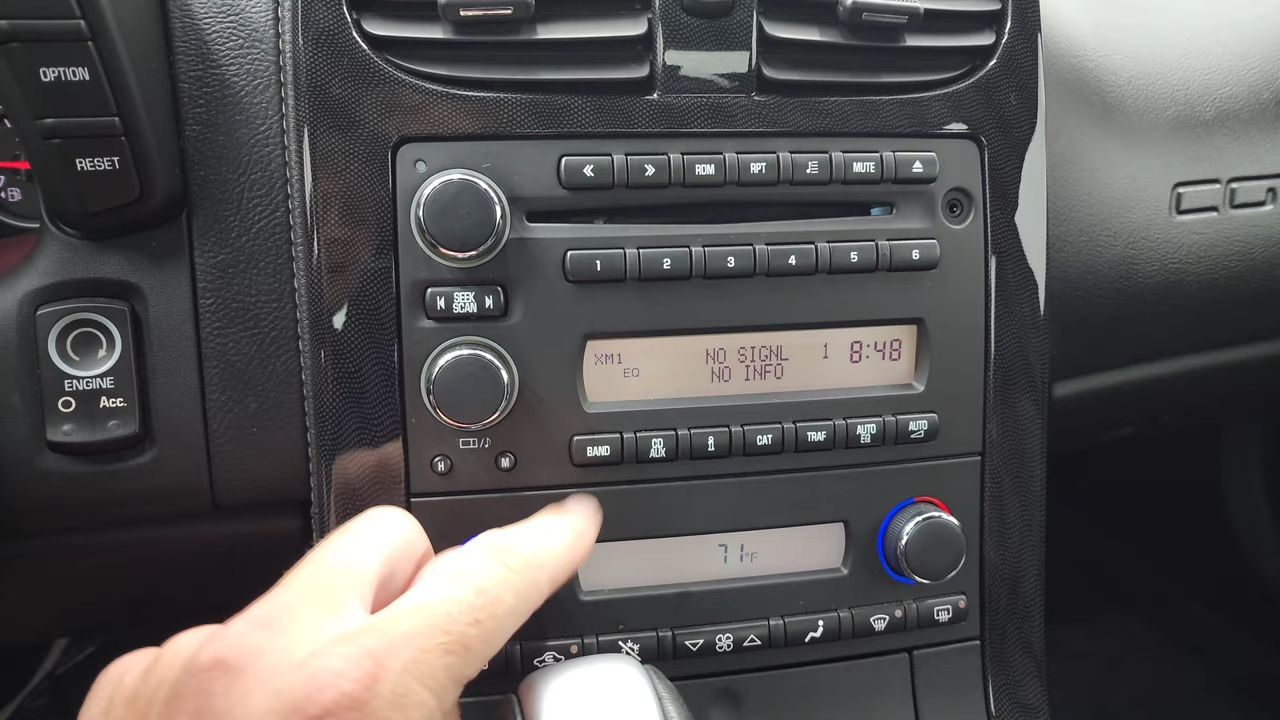 OPTION
RESET
ENGINE
Acc.
RDM
RPT
MUTE
1
2
3
4
5
6
SEEK
SCAN
XM1
NO SIGNL
1
8:48
EQ
NO INFO
H
M
BAND
CD
AUX
i
CAT
TRAF
AUTO
EQ
AUTO
71°F